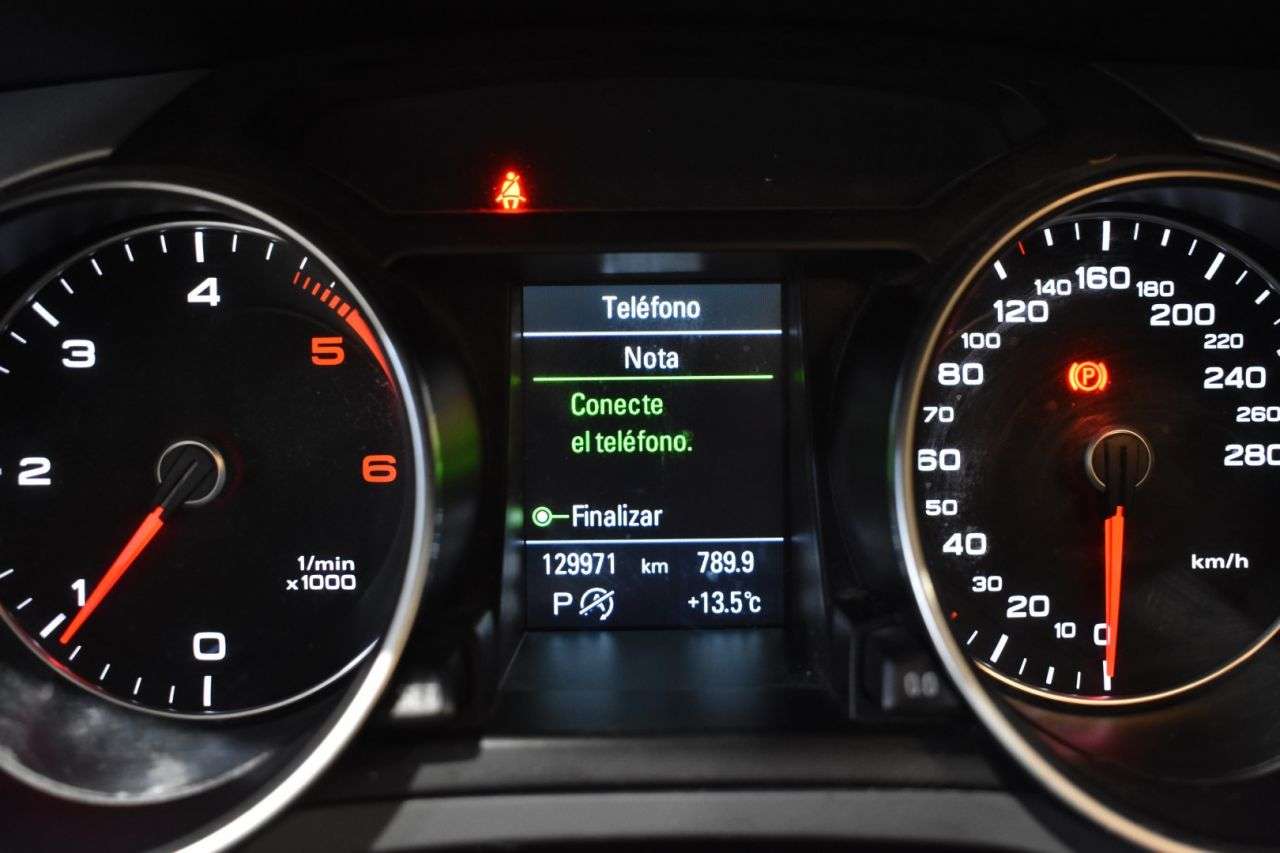 4
3
5
2
6
1
0
1/min
x1000
Teléfono
Nota
Conecte
el teléfono.
Finalizar
129971 km 789.9
P +13.5°C
160
140
180
120
200
100
220
80
240
70
260
60
280
50
40
30
20
10
0
P
km/h
0.0